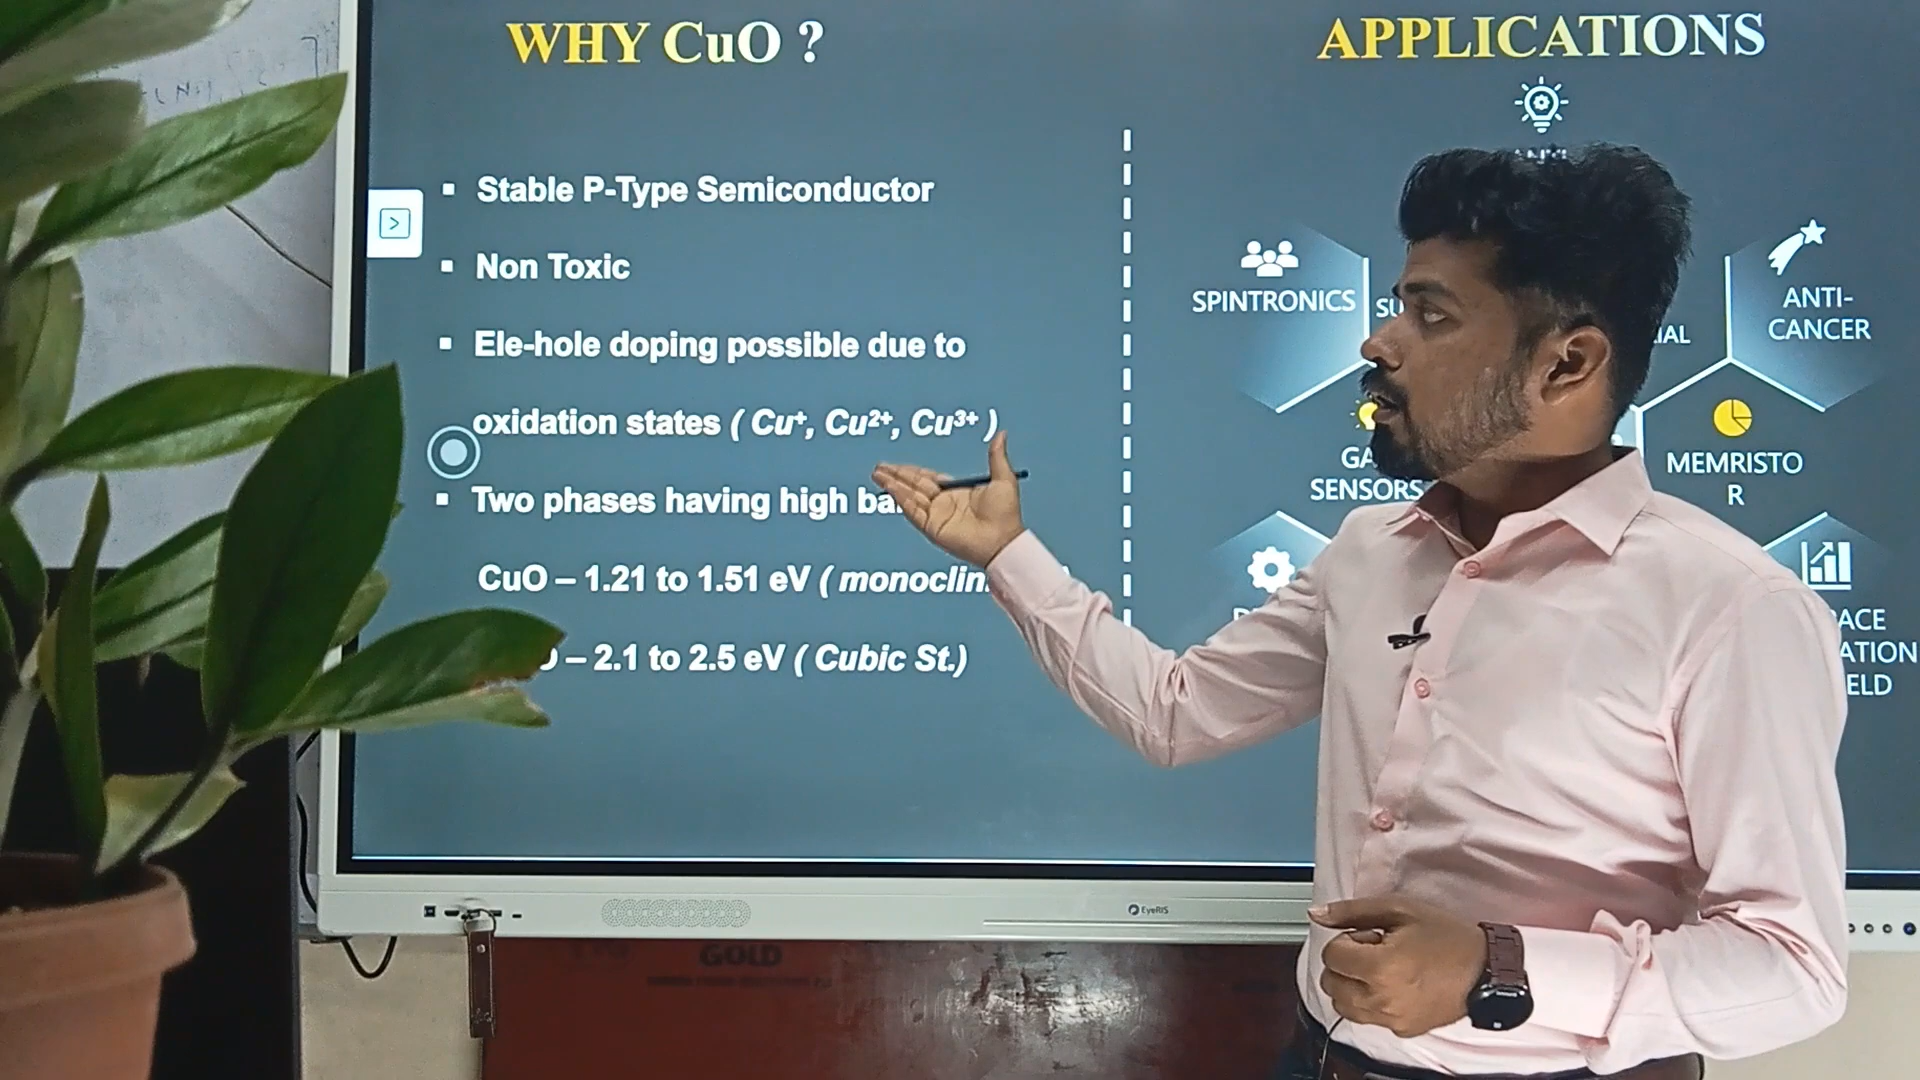 WHY CuO ?
▪ Stable P-Type Semiconductor
▪ Non Toxic
▪ Ele-hole doping possible due to
oxidation states ( Cu⁺, Cu²⁺, Cu³⁺ )
▪ Two phases having high
CuO – 1.21 to 1.51 eV (
– 2.1 to 2.5 eV ( Cubic St.)
APPLICATIONS
SPINTRONICS
ANTI-
CANCER
SENSORS
MEMRISTO
R
EyeRIS
GOLD